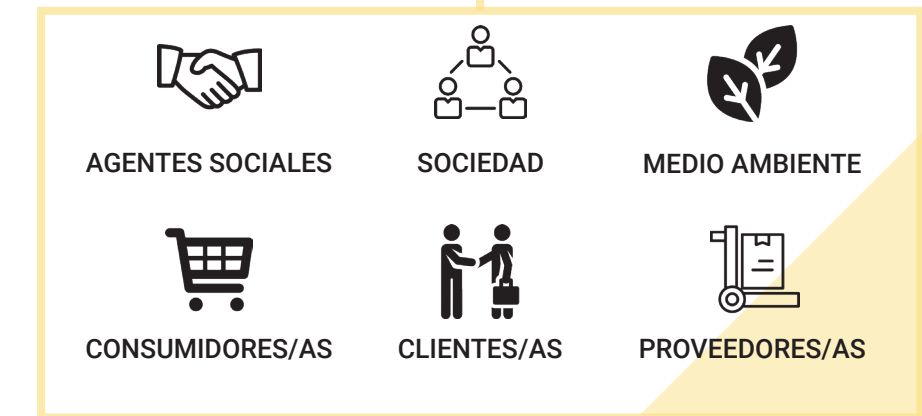 AGENTES SOCIALES
SOCIEDAD
MEDIO AMBIENTE
CONSUMIDORES/AS
CLIENTES/AS
PROVEEDORES/AS